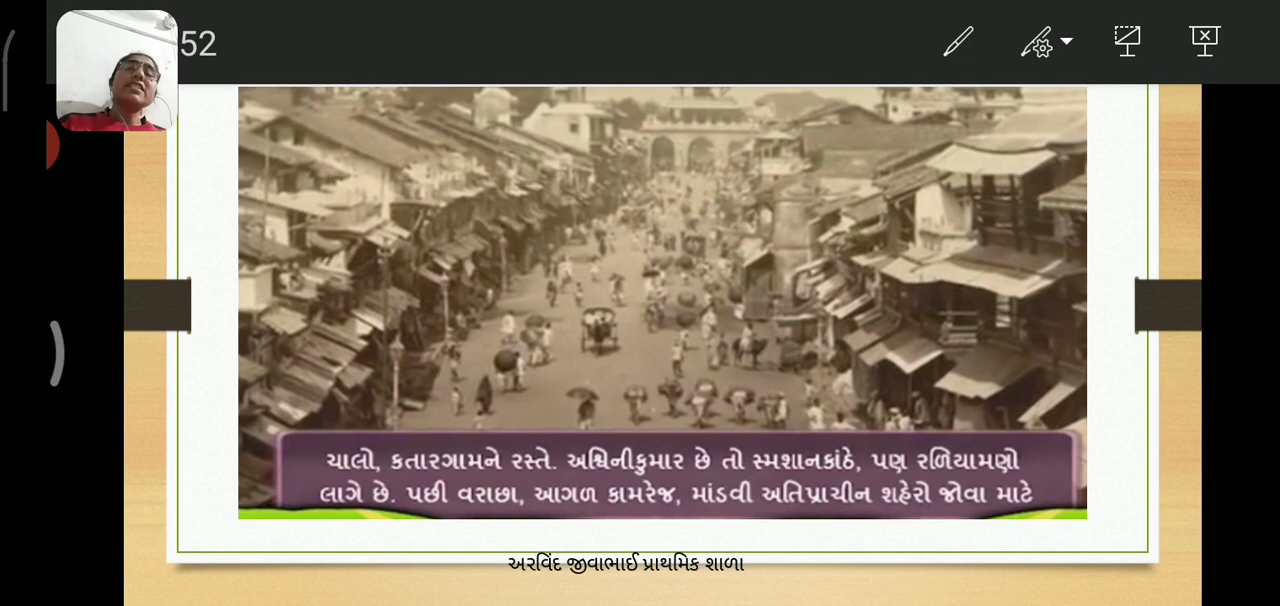 52
ચાલો, કતારગામને રસ્તે. અશ્વિનીકુમાર છે તો સ્મશાનકાંઠે, પણ રળિયામણો
લાગે છે. પછી વરાછા, આગળ કામરેજ, માંડવી અતિપ્રાચીન શહેરો જોવા માટે
અરવિંદ જીવાભાઈ પ્રાથમિક શાળા